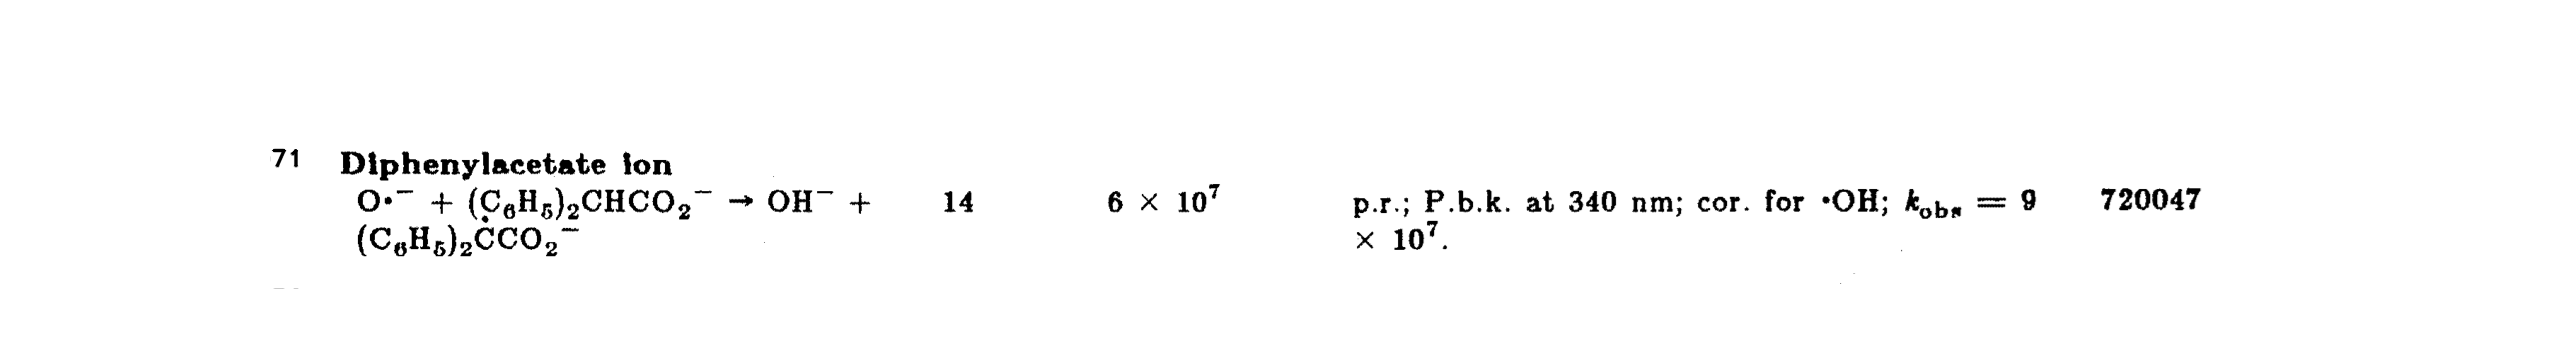 71 Diphenylacetate ion
O•⁻ + (C₆H₅)₂CHCO₂⁻ → OH⁻ + 14 6 × 10⁷ p.r.; P.b.k. at 340 nm; cor. for •OH; kobs = 9 720047
(C₆H₅)₂ĊCO₂⁻ × 10⁷.